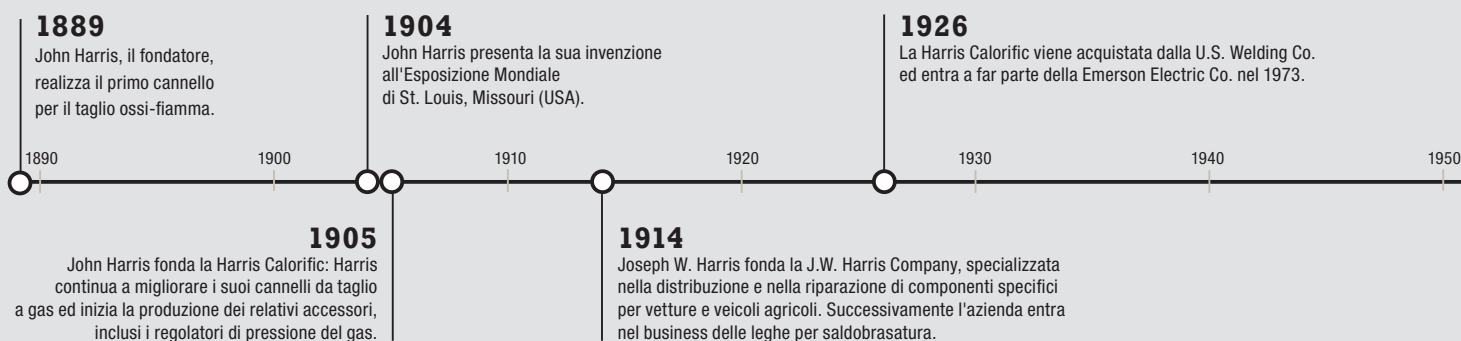 1889
John Harris, il fondatore,
realizza il primo cannello
per il taglio ossi-fiamma.
1904
John Harris presenta la sua invenzione
all'Esposizione Mondiale
di St. Louis, Missouri (USA).
1926
La Harris Calorific viene acquistata dalla U.S. Welding Co.
ed entra a far parte della Emerson Electric Co. nel 1973.
1890
1900
1910
1920
1930
1940
1950
1905
John Harris fonda la Harris Calorific: Harris
continua a migliorare i suoi cannelli da taglio
a gas ed inizia la produzione dei relativi accessori,
inclusi i regolatori di pressione del gas.
1914
Joseph W. Harris fonda la J.W. Harris Company, specializzata
nella distribuzione e nella riparazione di componenti specifici
per vetture e veicoli agricoli. Successivamente l'azienda entra
nel business delle leghe per saldobrasatura.